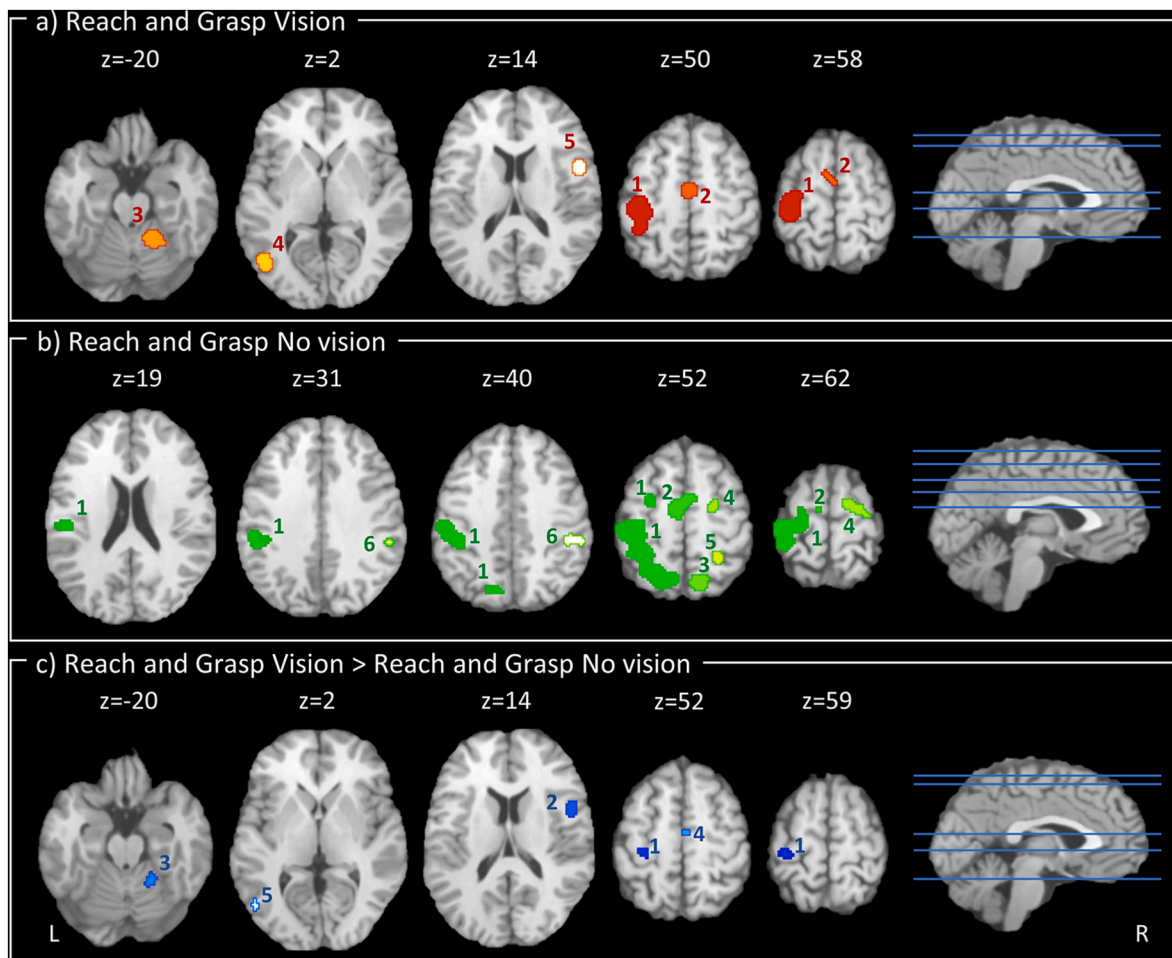 a) Reach and Grasp Vision
z=-20 z=2 z=14 z=50 z=58
5
2
1 1 2
3
4
b) Reach and Grasp No vision
z=19 z=31 z=40 z=52 z=62
1 2 4 2
1 1 1 6 1 4
6 5 1
1 3
c) Reach and Grasp Vision > Reach and Grasp No vision
z=-20 z=2 z=14 z=52 z=59
2
4
1 1
3
5
L R